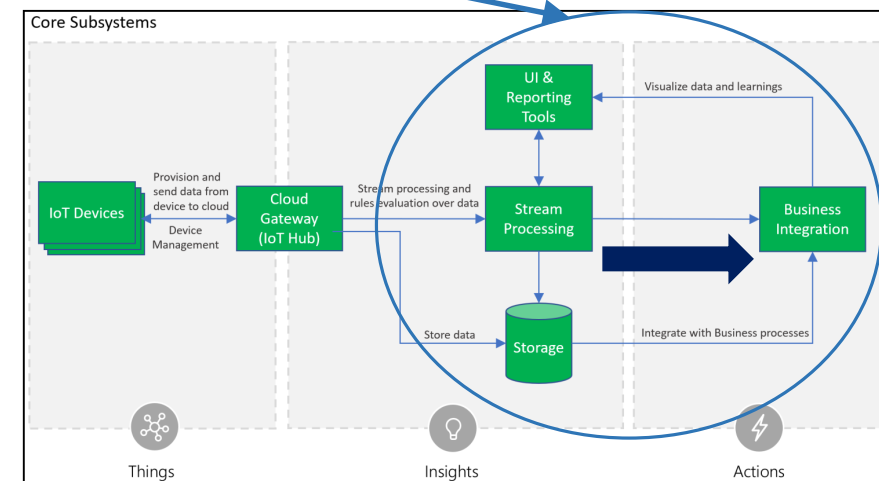 Core Subsystems
UI &
Reporting
Tools
Visualize data and learnings
Provision and
send data from
device to cloud
Device
Management
IoT Devices
Cloud
Gateway
(IoT Hub)
Stream processing and
rules evaluation over data
Stream
Processing
Business
Integration
Store data
Storage
Integrate with Business processes
Things
Insights
Actions